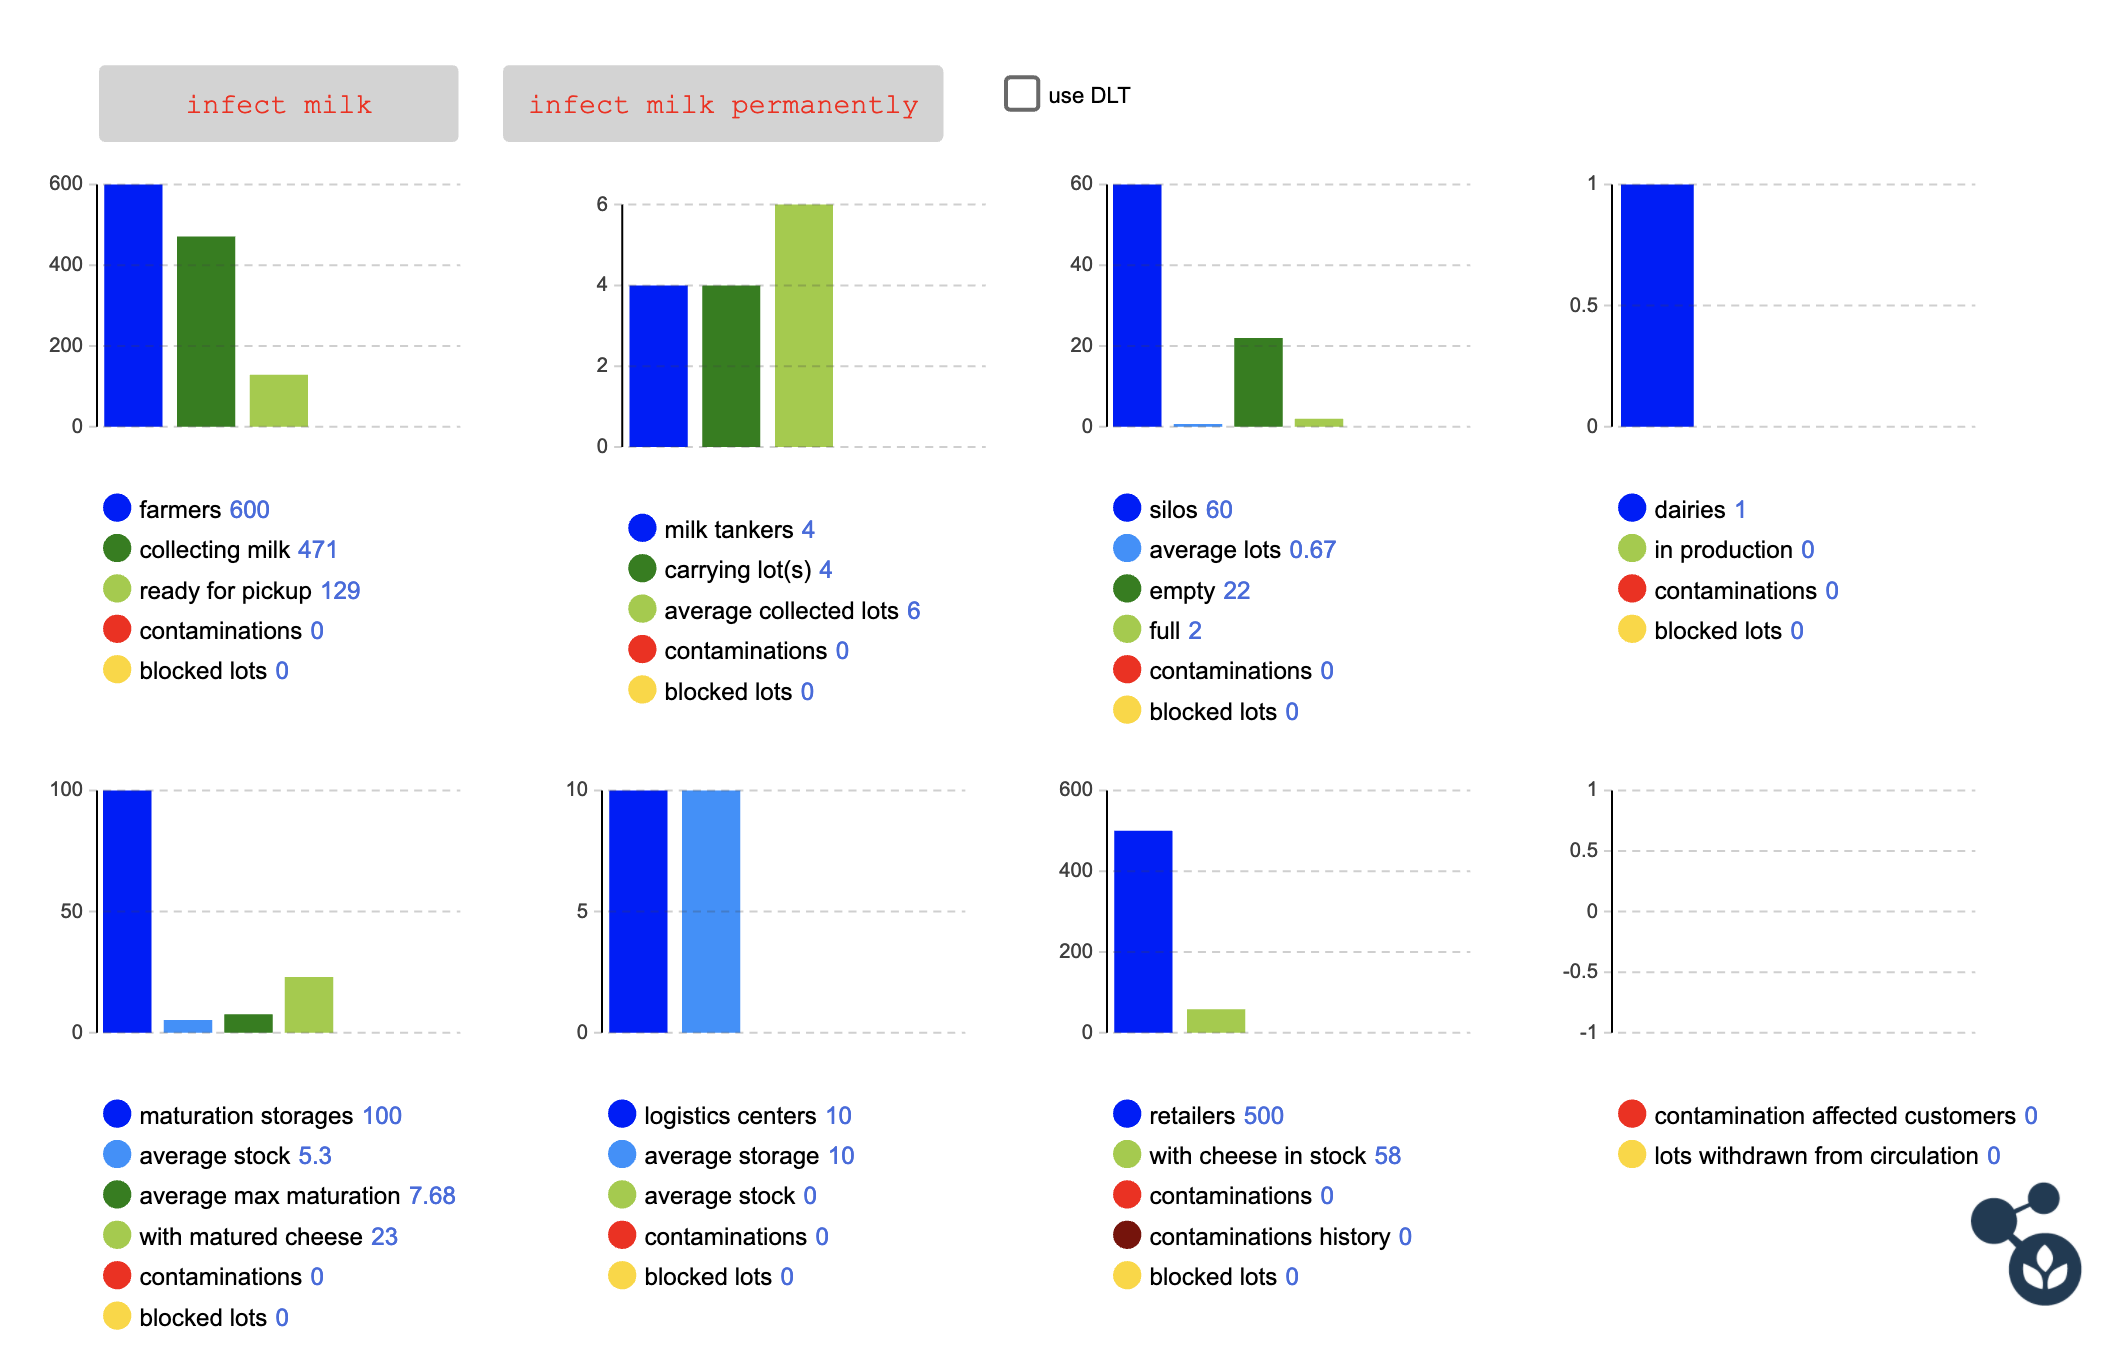 infect milk
infect milk permanently
use DLT
600
400
200
0
farmers 600
collecting milk 471
ready for pickup 129
contaminations 0
blocked lots 0
6
4
2
0
milk tankers 4
carrying lot(s) 4
average collected lots 6
contaminations 0
blocked lots 0
60
40
20
0
silos 60
average lots 0.67
empty 22
full 2
contaminations 0
blocked lots 0
1
0.5
0
dairies 1
in production 0
contaminations 0
blocked lots 0
100
50
0
maturation storages 100
average stock 5.3
average max maturation 7.68
with matured cheese 23
contaminations 0
blocked lots 0
10
5
0
logistics centers 10
average storage 10
average stock 0
contaminations 0
blocked lots 0
600
400
200
0
retailers 500
with cheese in stock 58
contaminations 0
contaminations history 0
blocked lots 0
1
0.5
0
-0.5
-1
contamination affected customers 0
lots withdrawn from circulation 0